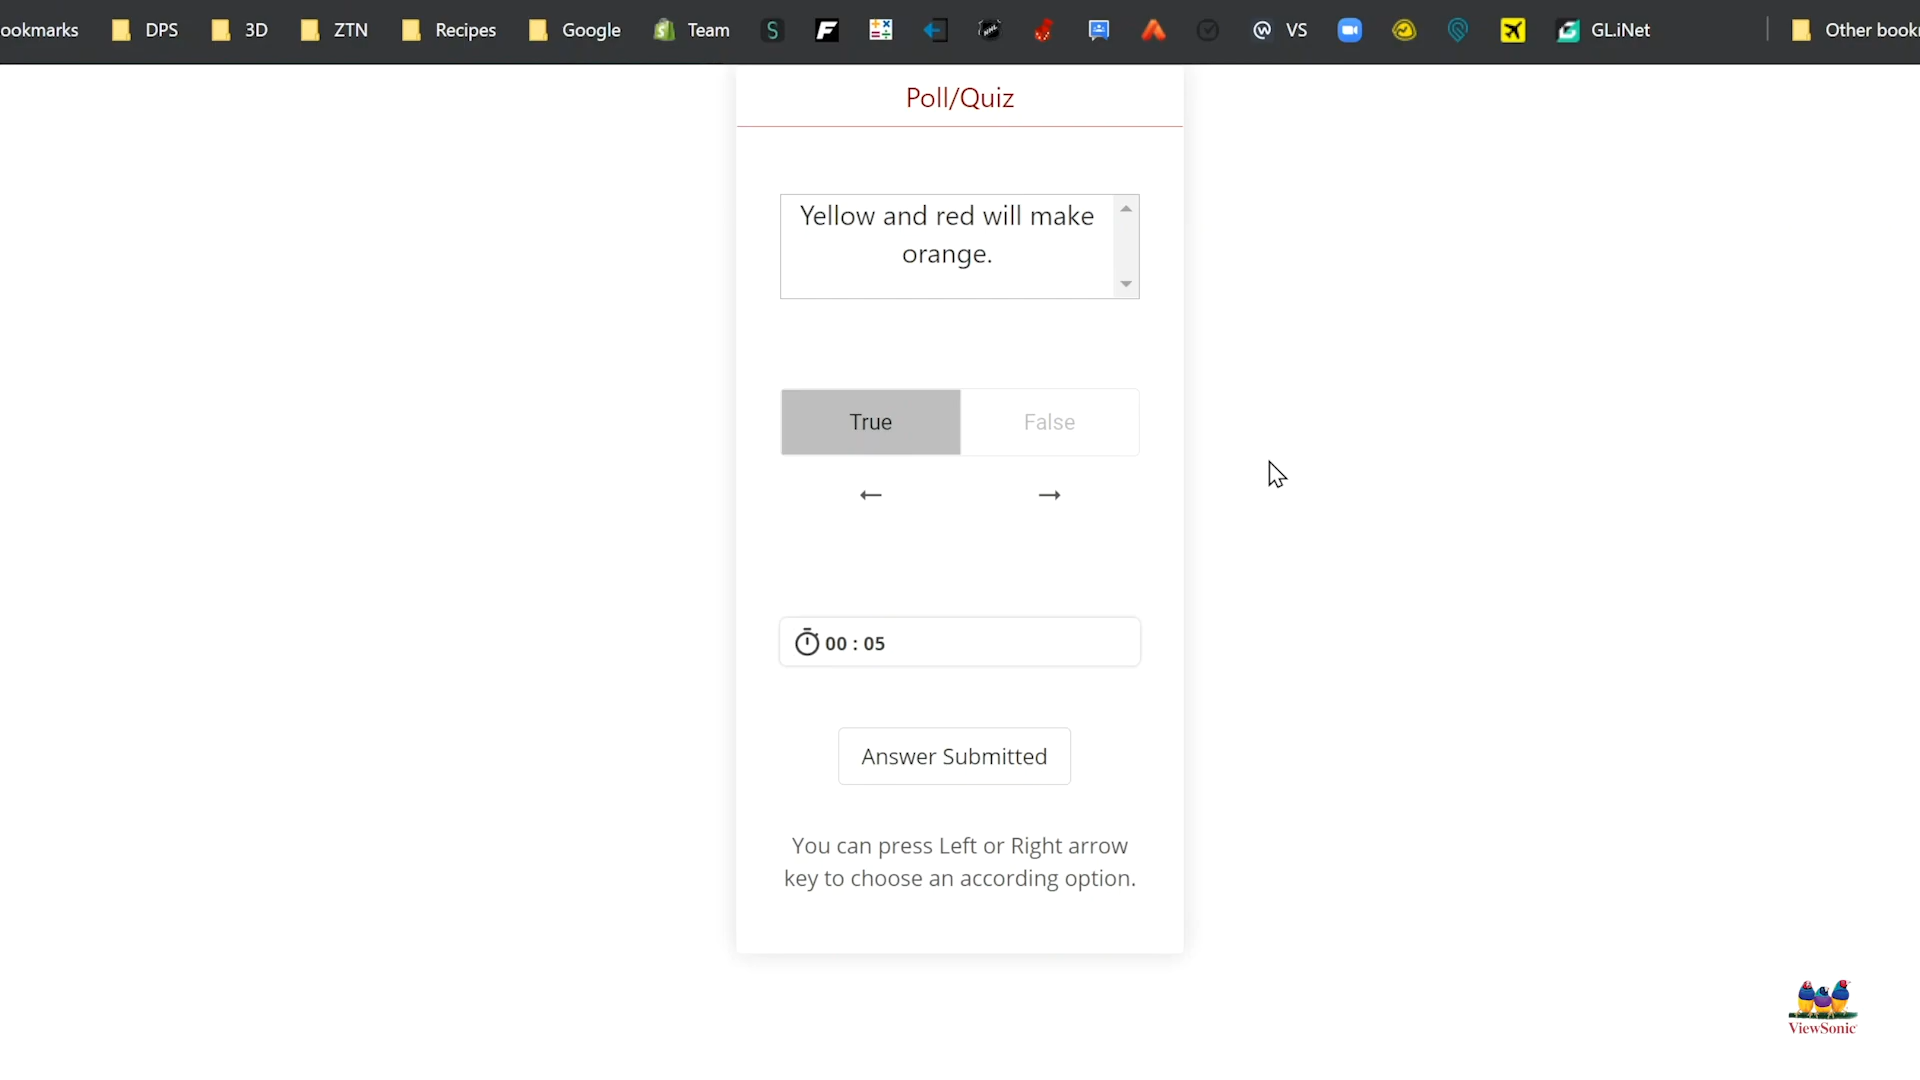 ookmarks DPS 3D ZTN Recipes Google Team VS GLiNet Other book
Poll/Quiz
Yellow and red will make
orange.
True False
← →
00 : 05
Answer Submitted
You can press Left or Right arrow
key to choose an according option.
ViewSonic